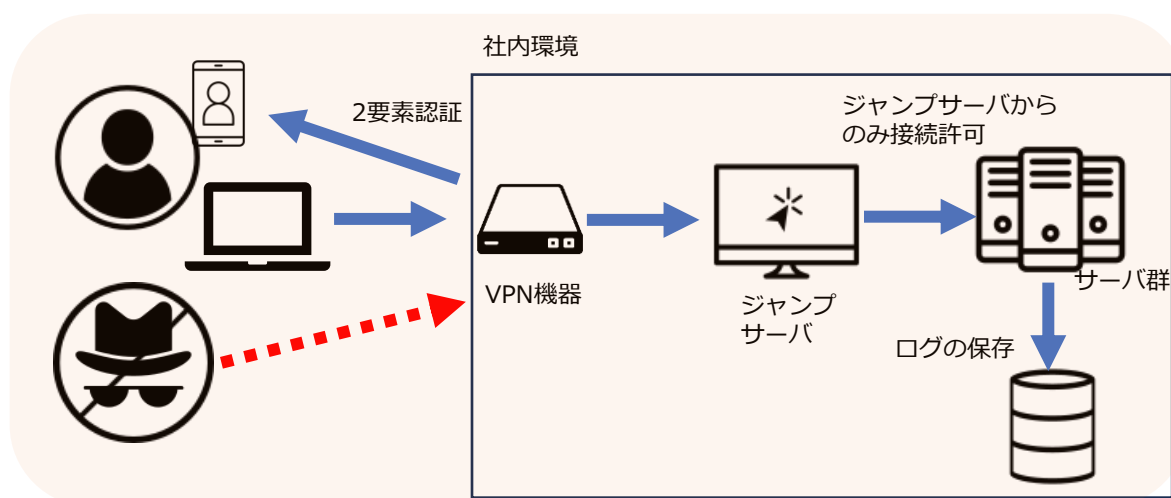 社内環境
2要素認証
ジャンプサーバから
のみ接続許可
VPN機器
ジャンプ
サーバ
サーバ群
ログの保存